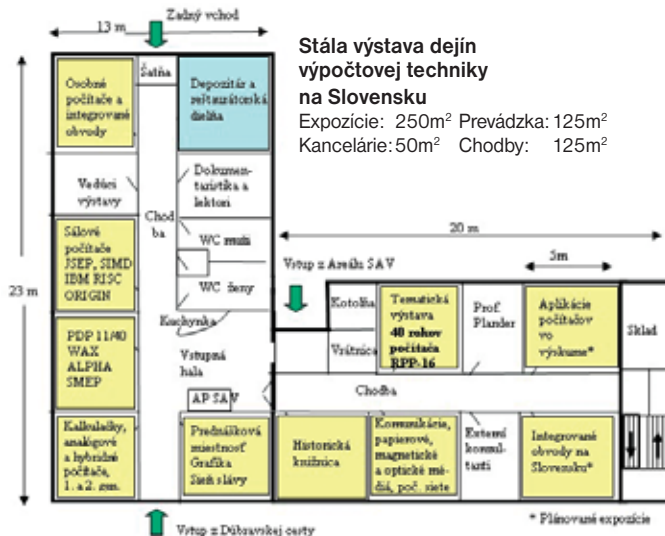 Zadný vchod
13 m
Stála výstava dejín
výpočtovej techniky
na Slovensku
Expozície: 250m² Prevádzka: 125m²
Kancelárie: 50m² Chodby: 125m²
Osobné
počítače a
integrované
obvody
Šatňa
Depozitár a
reštaurátorská
dielňa
Vedúci
výstavy
Dokumen-
taristika a
lektori
Chod
ba
WC muži
WC ženy
Kuchynka
Sálové
počítače
JSEP, SIMD
IBM RISC
ORIGIN
23 m
20 m
Vstup z Areálu SAV
5m
PDP 11/40
WAX
ALPHA
SMEP
Vstupná
hala
AP SAV
Kotolňa
Vrátnica
Tematická
výstava
40 rokov
počítača
RPP-16
Prof.
Plander
Aplikácie
počítačov
vo
výskume*
Sklad
Chodba
Kalkulačky,
analógové
a hybridné
počítače,
1. a 2. gen.
Prednášková
miestnosť
Grafika
Sieň slávy
Historická
knižnica
Komunikácie,
papierové,
magnetické
a optické mé-
diá, poč. siete
Externí
konzul-
tanti
Integrované
obvody na
Slovensku*
* Plánované expozície
Vstup z Dúbravskej cesty